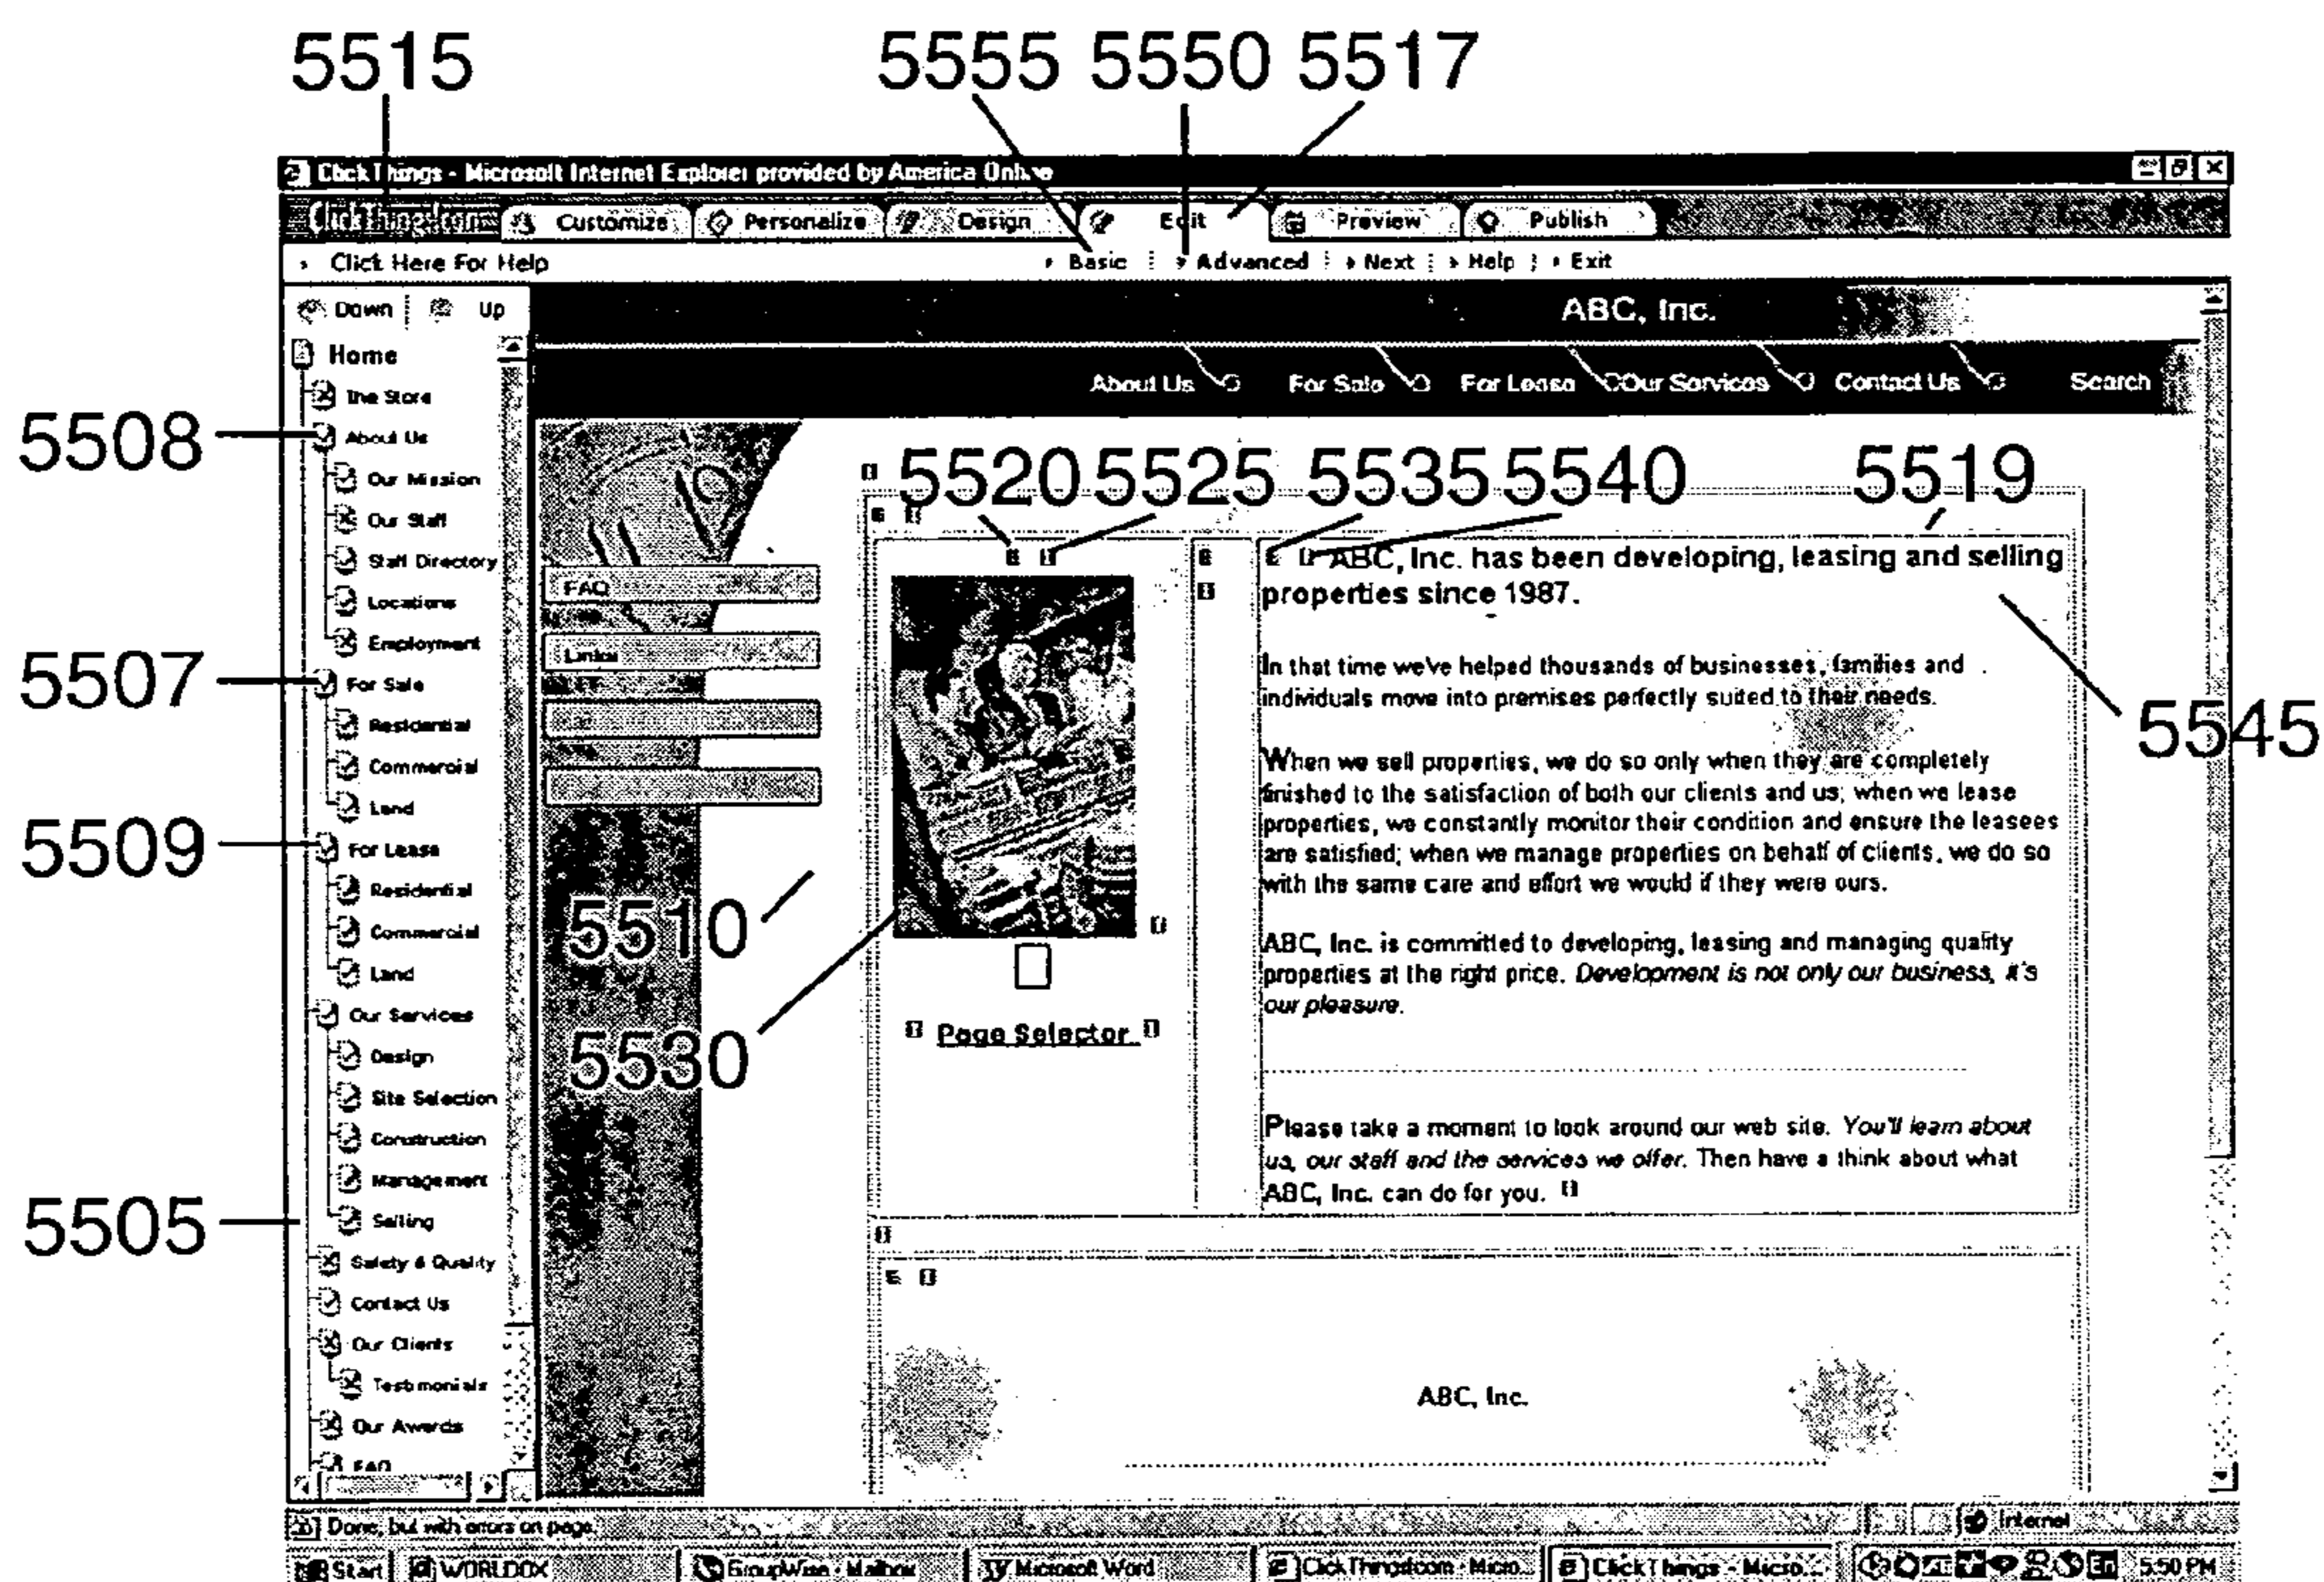 5515 5555 5550 5517
ClickThings - Microsoft Internet Explorer provided by America Online
ClickThings.com Customize Personalize Design Edit Preview Publish
Click Here For Help Basic Advanced Next Help Exit
Down Up
ABC, Inc.
Home
About Us For Sale For Lease Our Services Contact Us Search
The Store
5508
About Us
Our Mission
Our Staff
Staff Directory
Locations
Employment
5507
For Sale
Residential
Commercial
Land
5509
For Lease
Residential
Commercial
Land
Our Services
Design
Site Selection
Construction
Management
5505
Selling
Safety & Quality
Contact Us
Our Clients
Testimonials
Our Awards
FAQ
FAQ
Links
5510
5530
5520 5525 5535 5540 5519
Page Selector
ABC, Inc. has been developing, leasing and selling
properties since 1987.
5545
In that time we've helped thousands of businesses, families and
individuals move into premises perfectly suited to their needs.
When we sell properties, we do so only when they are completely
finished to the satisfaction of both our clients and us; when we lease
properties, we constantly monitor their condition and ensure the leasees
are satisfied; when we manage properties on behalf of clients, we do so
with the same care and effort we would if they were ours.
ABC, Inc. is committed to developing, leasing and managing quality
properties at the right price. Development is not only our business, it's
our pleasure.
Please take a moment to look around our web site. You'll learn about
us, our staff and the services we offer. Then have a think about what
ABC, Inc. can do for you.
ABC, Inc.
Done, but with errors on page. Internet
Start WORLDOX GroupWise - Mailbox Microsoft Word ClickThings.com - Micro... ClickThings - Micro... En 5:50 PM